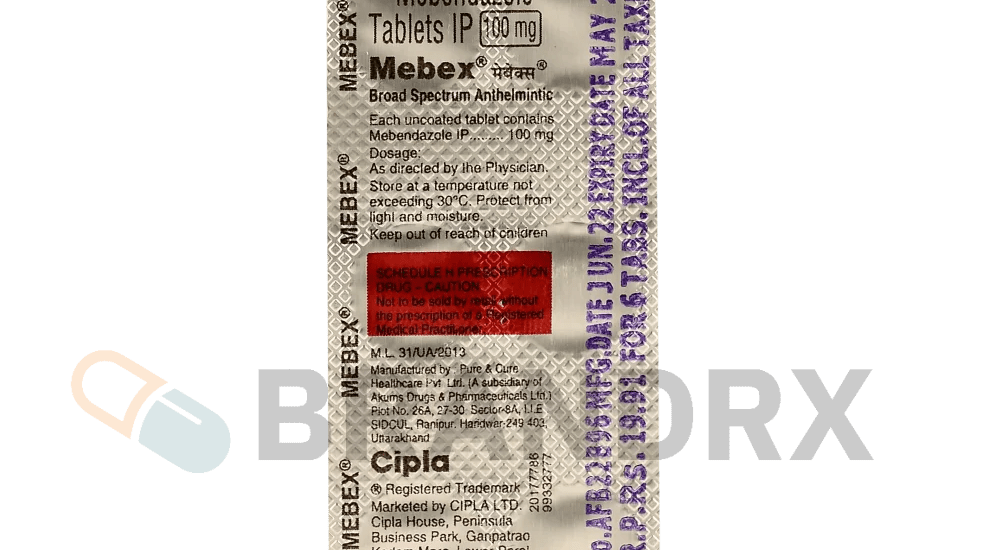 Mebendazole
Tablets IP 100 mg
Mebex® मेबेक्स®
Broad Spectrum Anthelmintic
Each uncoated tablet contains
Mebendazole IP......... 100 mg
Dosage:
As directed by the Physician.
Store at a temperature not
exceeding 30°C. Protect from
light and moisture.
Keep out of reach of children
SCHEDULE H PRESCRIPTION
DRUG - CAUTION
Not to be sold by retail without
the prescription of a Registered
Medical Practitioner
M.L. 31/UA/2013
Manufactured by : Pure & Cure
Healthcare Pvt. Ltd. (A subsidiary of
Akums Drugs & Pharmaceuticals Ltd.)
Plot No. 26A, 27-30, Sector-8A, I.I.E.
SIDCUL, Ranipur, Haridwar-249 403,
Uttarakhand
Cipla
® Registered Trademark
Marketed by CIPLA LTD.
Cipla House, Peninsula
Business Park, Ganpatrao
MEBEX®
MEBEX®
MEBEX®
MEBEX®
20177786
99332777
o.AFB22B96 MFG.DATE JUN.22 EXPIRY DATE MAY 2
R.P.RS.19.91 FOR 6 TABS.INCL.OF ALL TAX